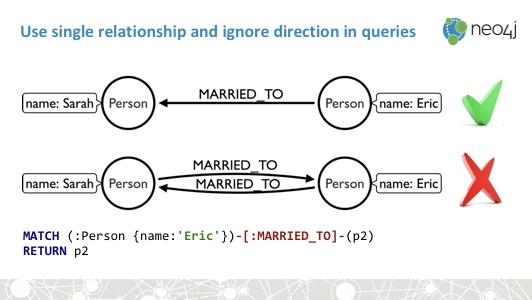 Use single relationship and ignore direction in queries
neo4j
MARRIED_TO
name: Sarah
Person
Person
name: Eric
MARRIED_TO
name: Sarah
Person
MARRIED_TO
Person
name: Eric
MATCH (:Person {name:'Eric'})-[:MARRIED_TO]-(p2)
RETURN p2